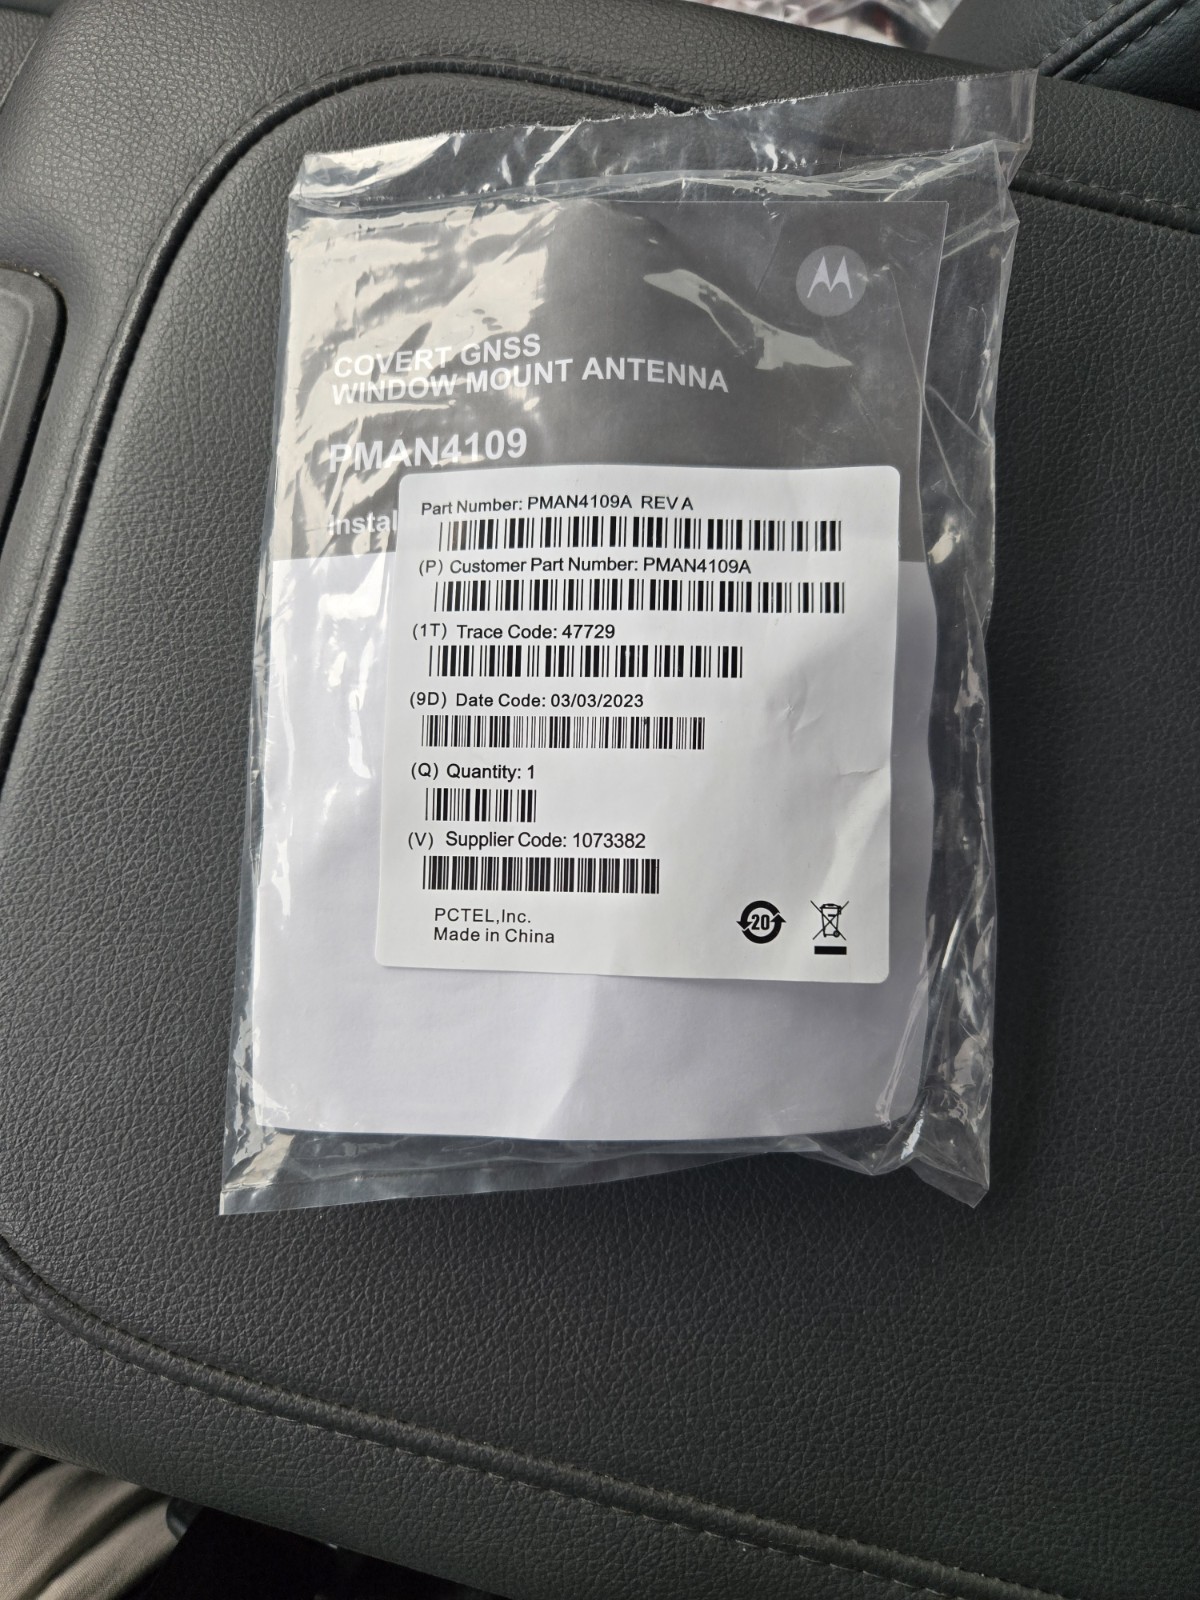 COVERT GNSS
WINDOW MOUNT ANTENNA
PMAN4109
Instal
Part Number: PMAN4109A REV A
(P) Customer Part Number: PMAN4109A
(1T) Trace Code: 47729
(9D) Date Code: 03/03/2023
(Q) Quantity: 1
(V) Supplier Code: 1073382
PCTEL,Inc.
Made in China
20